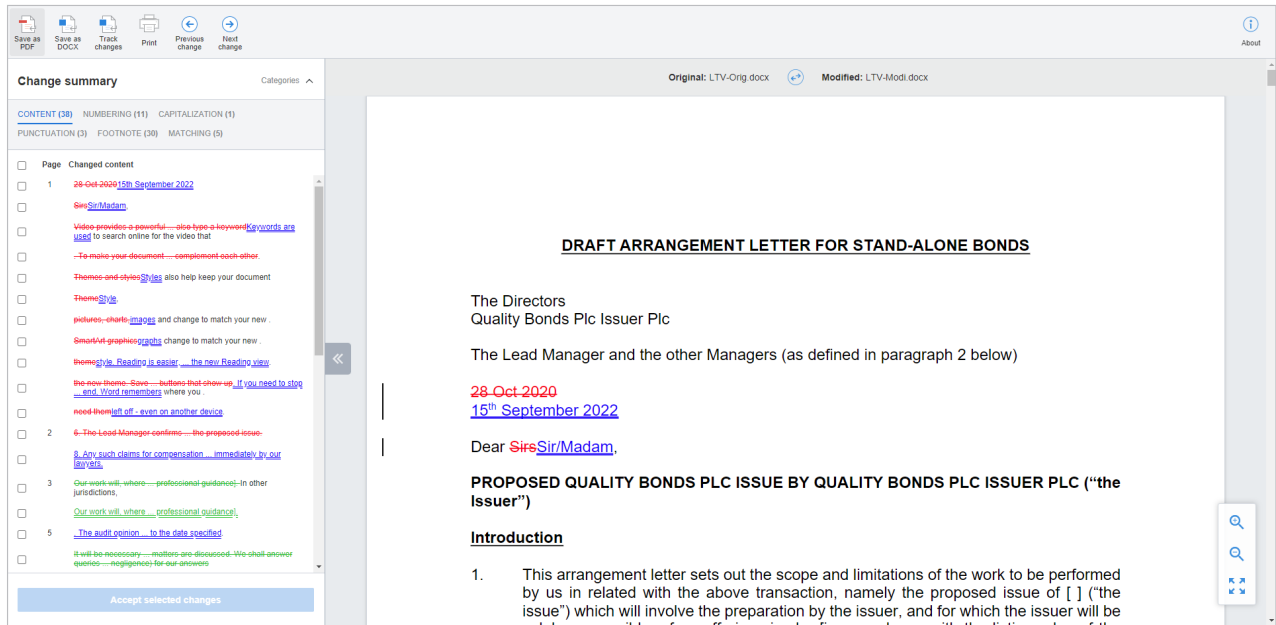 Save as PDF
Save as DOCX
Track changes
Print
Previous change
Next change
About
Change summary
Categories
CONTENT (38) NUMBERING (11) CAPITALIZATION (1)
PUNCTUATION (3) FOOTNOTE (30) MATCHING (5)
Page Changed content
1 28 Oct 202015th September 2022
SirsSir/Madam,
Video provides a powerful ... also type a keywordKeywords are
used to search online for the video that
. To make your document ... complement each other.
Themes and stylesStyles also help keep your document
ThemeStyle,
pictures, charts,images and change to match your new .
SmartArt graphicsgraphs change to match your new .
themestyle. Reading is easier, ... the new Reading view.
the new theme. Save ... buttons that show up. If you need to stop
... end, Word remembers where you .
need themleft off - even on another device.
2 6. The Lead Manager confirms ... the proposed issue.
8. Any such claims for compensation ... immediately by our
lawyers.
3 Our work will, where ... professional guidance]. In other
jurisdictions,
Our work will, where ... professional guidance].
5 . The audit opinion ... to the date specified.
It will be necessary ... matters are discussed. We shall answer
queries ... negligence) for our answers
Accept selected changes
Original: LTV-Orig.docx Modified: LTV-Modi.docx
DRAFT ARRANGEMENT LETTER FOR STAND-ALONE BONDS
The Directors
Quality Bonds Plc Issuer Plc
The Lead Manager and the other Managers (as defined in paragraph 2 below)
28 Oct 2020
15th September 2022
Dear SirsSir/Madam,
PROPOSED QUALITY BONDS PLC ISSUE BY QUALITY BONDS PLC ISSUER PLC (“the
Issuer”)
Introduction
1. This arrangement letter sets out the scope and limitations of the work to be performed
by us in related with the above transaction, namely the proposed issue of [ ] (“the
issue”) which will involve the preparation by the issuer, and for which the issuer will be